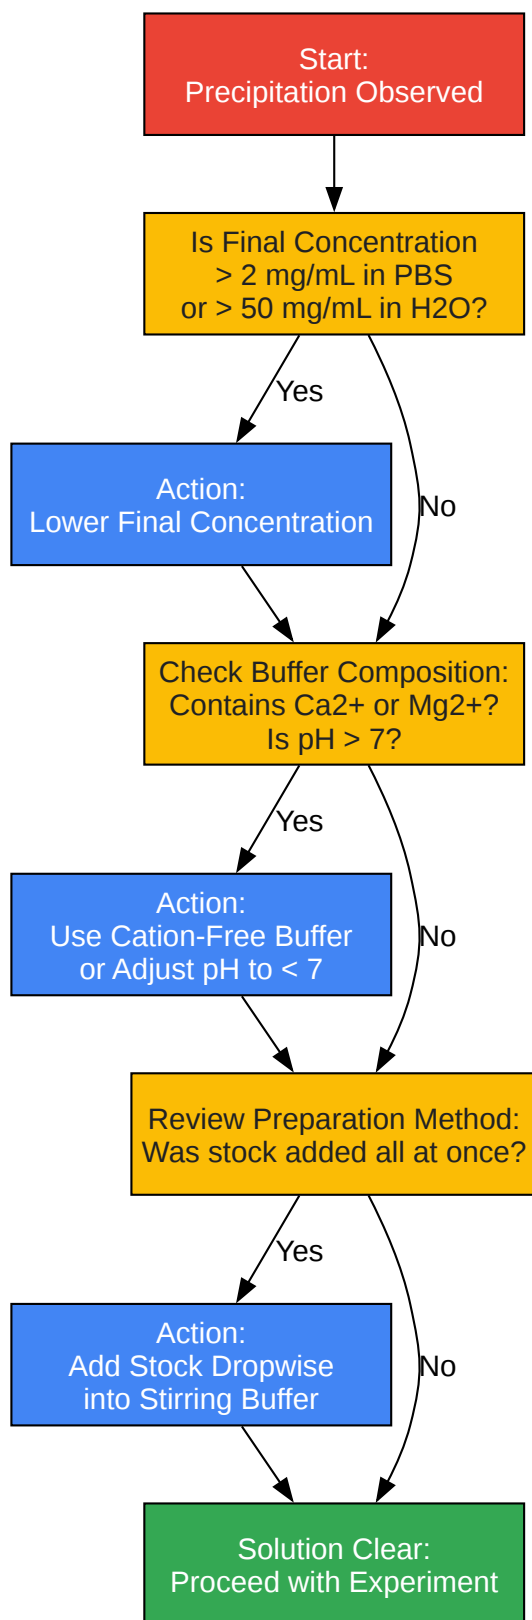 Start:
Precipitation Observed
Is Final Concentration
> 2 mg/mL in PBS
or > 50 mg/mL in H2O?
Yes
Action:
Lower Final Concentration
No
Check Buffer Composition:
Contains Ca2+ or Mg2+?
Is pH > 7?
Yes
Action:
Use Cation-Free Buffer
or Adjust pH to < 7
No
Review Preparation Method:
Was stock added all at once?
Yes
Action:
Add Stock Dropwise
into Stirring Buffer
No
Solution Clear:
Proceed with Experiment